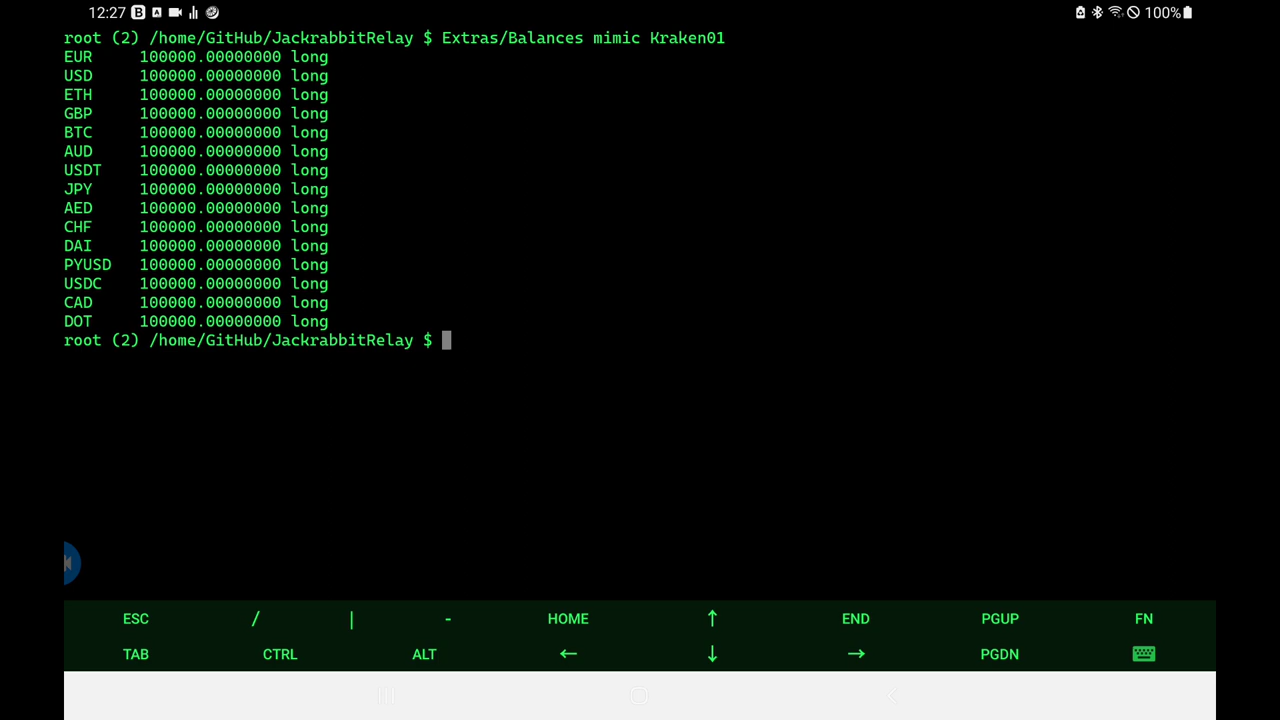 12:27 100%
root (2) /home/GitHub/JackrabbitRelay $ Extras/Balances mimic Kraken01
EUR 100000.00000000 long
USD 100000.00000000 long
ETH 100000.00000000 long
GBP 100000.00000000 long
BTC 100000.00000000 long
AUD 100000.00000000 long
USDT 100000.00000000 long
JPY 100000.00000000 long
AED 100000.00000000 long
CHF 100000.00000000 long
DAI 100000.00000000 long
PYUSD 100000.00000000 long
USDC 100000.00000000 long
CAD 100000.00000000 long
DOT 100000.00000000 long
root (2) /home/GitHub/JackrabbitRelay $
ESC / | - HOME ↑ END PGUP FN
TAB CTRL ALT ← ↓ → PGDN